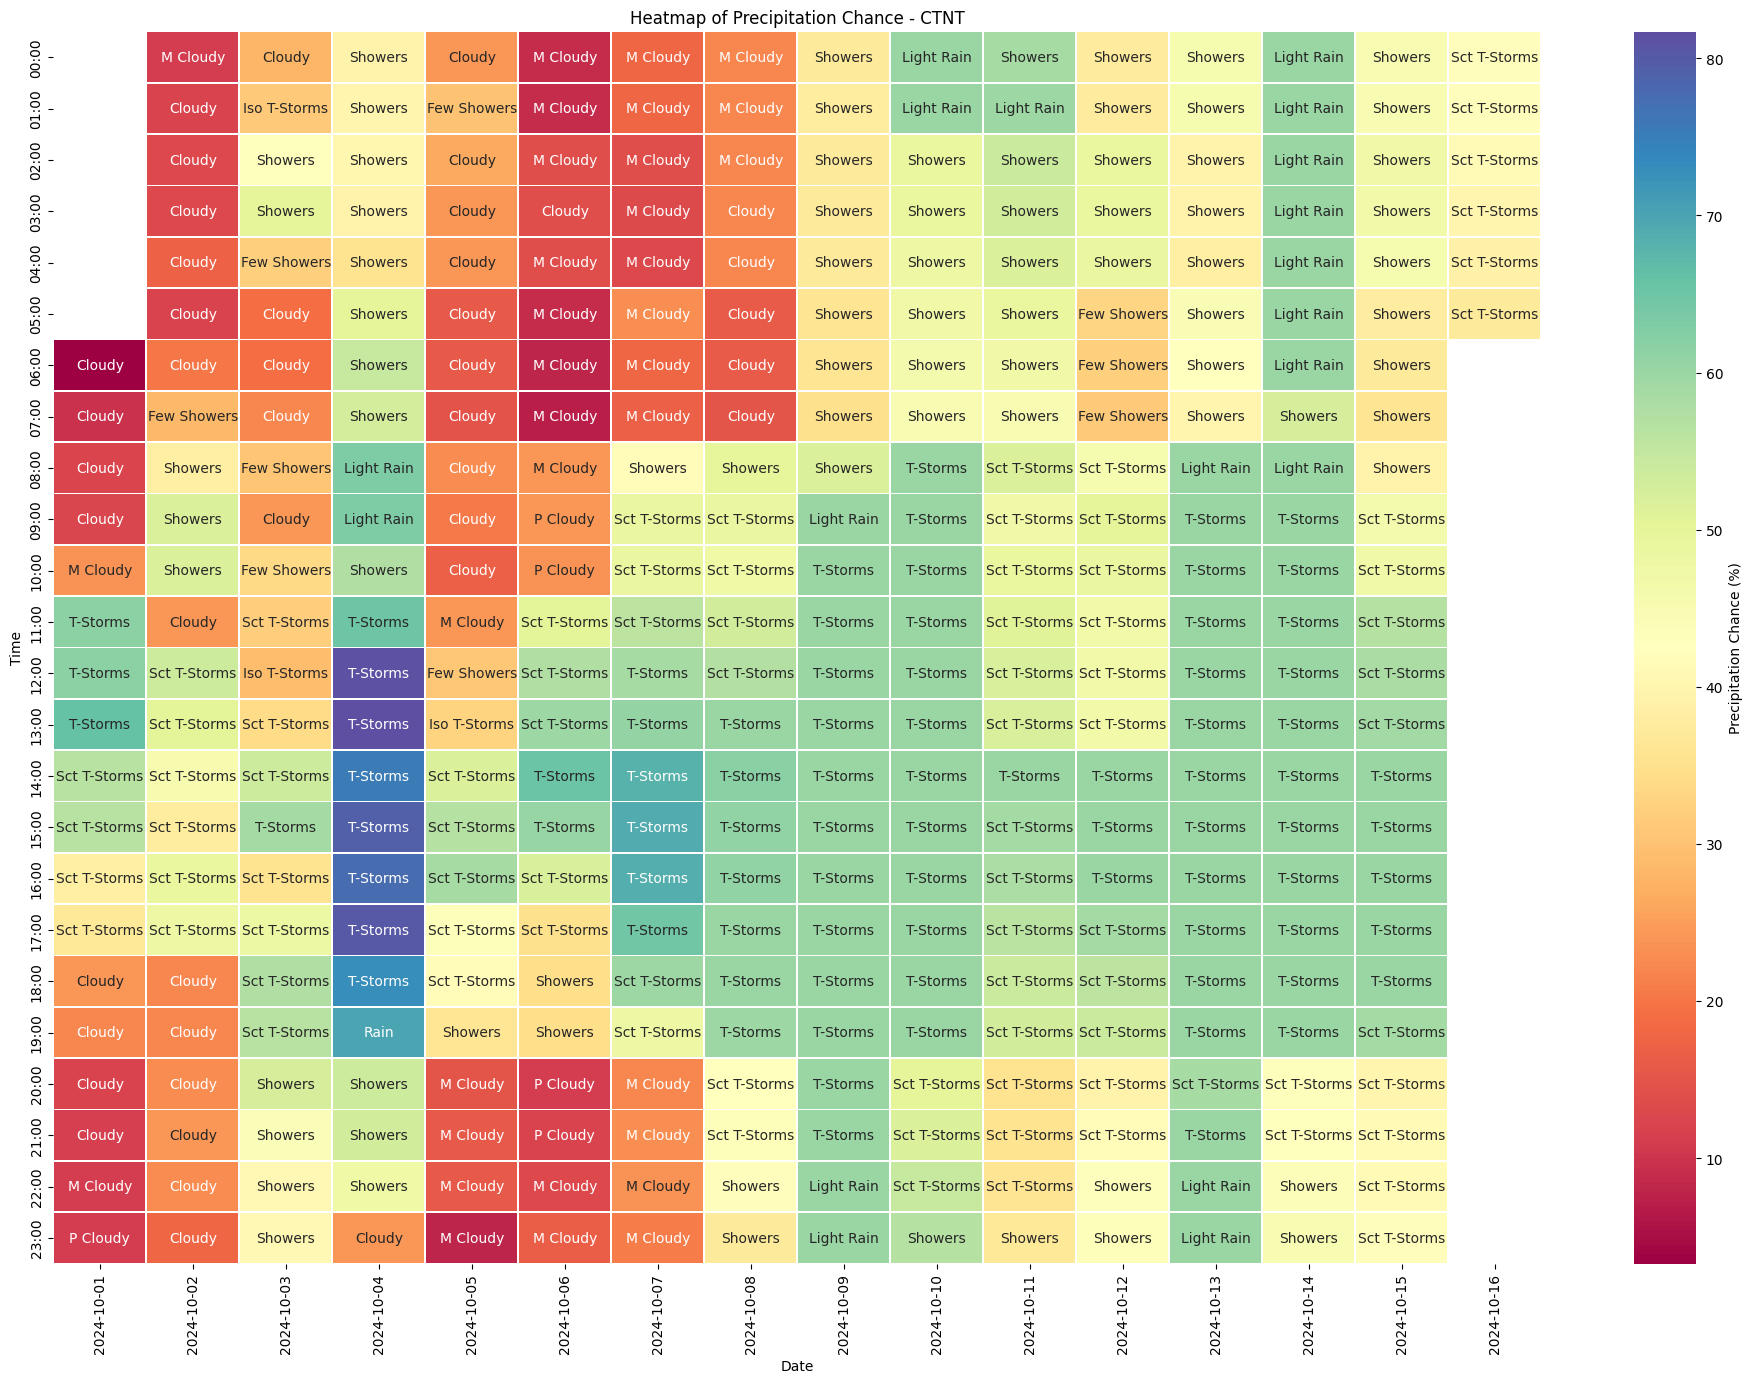 Heatmap of Precipitation Chance - CTNT
00:00 M Cloudy Cloudy Showers Cloudy M Cloudy M Cloudy M Cloudy Showers Light Rain Showers Showers Showers Light Rain Showers Sct T-Storms
01:00 Cloudy Iso T-Storms Showers Few Showers M Cloudy M Cloudy M Cloudy Showers Light Rain Light Rain Showers Showers Light Rain Showers Sct T-Storms
02:00 Cloudy Showers Showers Cloudy M Cloudy M Cloudy M Cloudy Showers Showers Showers Showers Showers Light Rain Showers Sct T-Storms
03:00 Cloudy Showers Showers Cloudy Cloudy M Cloudy Cloudy Showers Showers Showers Showers Showers Light Rain Showers Sct T-Storms
04:00 Cloudy Few Showers Showers Cloudy M Cloudy M Cloudy Cloudy Showers Showers Showers Showers Showers Light Rain Showers Sct T-Storms
05:00 Cloudy Cloudy Showers Cloudy M Cloudy M Cloudy Cloudy Showers Showers Showers Few Showers Showers Light Rain Showers Sct T-Storms
06:00 Cloudy Cloudy Cloudy Showers Cloudy M Cloudy M Cloudy Cloudy Showers Showers Showers Few Showers Showers Light Rain Showers
07:00 Cloudy Few Showers Cloudy Showers Cloudy M Cloudy M Cloudy Cloudy Showers Showers Showers Few Showers Showers Showers Showers
08:00 Cloudy Showers Few Showers Light Rain Cloudy M Cloudy Showers Showers Showers T-Storms Sct T-Storms Sct T-Storms Light Rain Light Rain Showers
09:00 Cloudy Showers Cloudy Light Rain Cloudy P Cloudy Sct T-Storms Sct T-Storms Light Rain T-Storms Sct T-Storms Sct T-Storms T-Storms T-Storms Sct T-Storms
10:00 M Cloudy Showers Few Showers Showers Cloudy P Cloudy Sct T-Storms Sct T-Storms T-Storms T-Storms Sct T-Storms Sct T-Storms T-Storms T-Storms Sct T-Storms
11:00 T-Storms Cloudy Sct T-Storms T-Storms M Cloudy Sct T-Storms Sct T-Storms Sct T-Storms T-Storms T-Storms Sct T-Storms Sct T-Storms T-Storms T-Storms Sct T-Storms
12:00 T-Storms Sct T-Storms Iso T-Storms T-Storms Few Showers Sct T-Storms T-Storms Sct T-Storms T-Storms T-Storms Sct T-Storms Sct T-Storms T-Storms T-Storms Sct T-Storms
13:00 T-Storms Sct T-Storms Sct T-Storms T-Storms Iso T-Storms Sct T-Storms T-Storms T-Storms T-Storms T-Storms Sct T-Storms Sct T-Storms T-Storms T-Storms Sct T-Storms
14:00 Sct T-Storms Sct T-Storms Sct T-Storms T-Storms Sct T-Storms T-Storms T-Storms T-Storms T-Storms T-Storms T-Storms T-Storms T-Storms T-Storms T-Storms
15:00 Sct T-Storms Sct T-Storms T-Storms T-Storms Sct T-Storms T-Storms T-Storms T-Storms T-Storms T-Storms Sct T-Storms T-Storms T-Storms T-Storms T-Storms
16:00 Sct T-Storms Sct T-Storms Sct T-Storms T-Storms Sct T-Storms Sct T-Storms T-Storms T-Storms T-Storms T-Storms Sct T-Storms T-Storms T-Storms T-Storms T-Storms
17:00 Sct T-Storms Sct T-Storms Sct T-Storms T-Storms Sct T-Storms Sct T-Storms T-Storms T-Storms T-Storms T-Storms Sct T-Storms Sct T-Storms T-Storms T-Storms T-Storms
18:00 Cloudy Cloudy Sct T-Storms T-Storms Sct T-Storms Showers Sct T-Storms T-Storms T-Storms T-Storms Sct T-Storms Sct T-Storms T-Storms T-Storms T-Storms
19:00 Cloudy Cloudy Sct T-Storms Rain Showers Showers Sct T-Storms T-Storms T-Storms T-Storms Sct T-Storms Sct T-Storms T-Storms T-Storms Sct T-Storms
20:00 Cloudy Cloudy Showers Showers M Cloudy P Cloudy M Cloudy Sct T-Storms T-Storms Sct T-Storms Sct T-Storms Sct T-Storms Sct T-Storms Sct T-Storms Sct T-Storms
21:00 Cloudy Cloudy Showers Showers M Cloudy P Cloudy M Cloudy Sct T-Storms T-Storms Sct T-Storms Sct T-Storms Sct T-Storms T-Storms Sct T-Storms Sct T-Storms
22:00 M Cloudy Cloudy Showers Showers M Cloudy M Cloudy M Cloudy Showers Light Rain Sct T-Storms Sct T-Storms Showers Light Rain Showers Sct T-Storms
23:00 P Cloudy Cloudy Showers Cloudy M Cloudy M Cloudy M Cloudy Showers Light Rain Showers Showers Showers Light Rain Showers Sct T-Storms
Time
2024-10-01 2024-10-02 2024-10-03 2024-10-04 2024-10-05 2024-10-06 2024-10-07 2024-10-08 2024-10-09 2024-10-10 2024-10-11 2024-10-12 2024-10-13 2024-10-14 2024-10-15 2024-10-16
Date
80
70
60
50
40
30
20
10
Precipitation Chance (%)